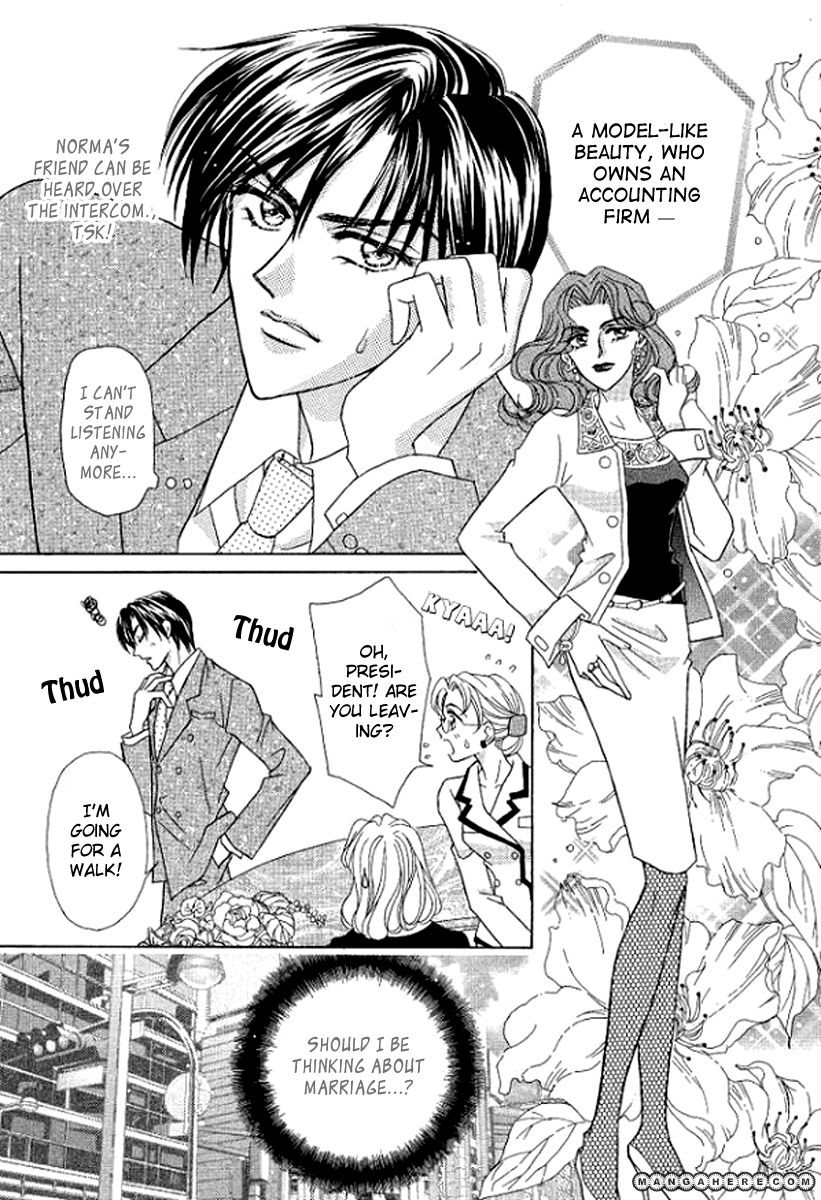 A MODEL-LIKE
BEAUTY, WHO
OWNS AN
ACCOUNTING
FIRM —
NORMA'S
FRIEND CAN BE
HEARD OVER
THE INTERCOM.,
TSK!
I CAN'T
STAND
LISTENING
ANY-
MORE...
KYAAA!
OH,
PRESI-
DENT! ARE
YOU LEAV-
ING?
Thud
Thud
I'M
GOING
FOR A
WALK!
SHOULD I BE
THINKING ABOUT
MARRIAGE...?
MANGAHERE.COM